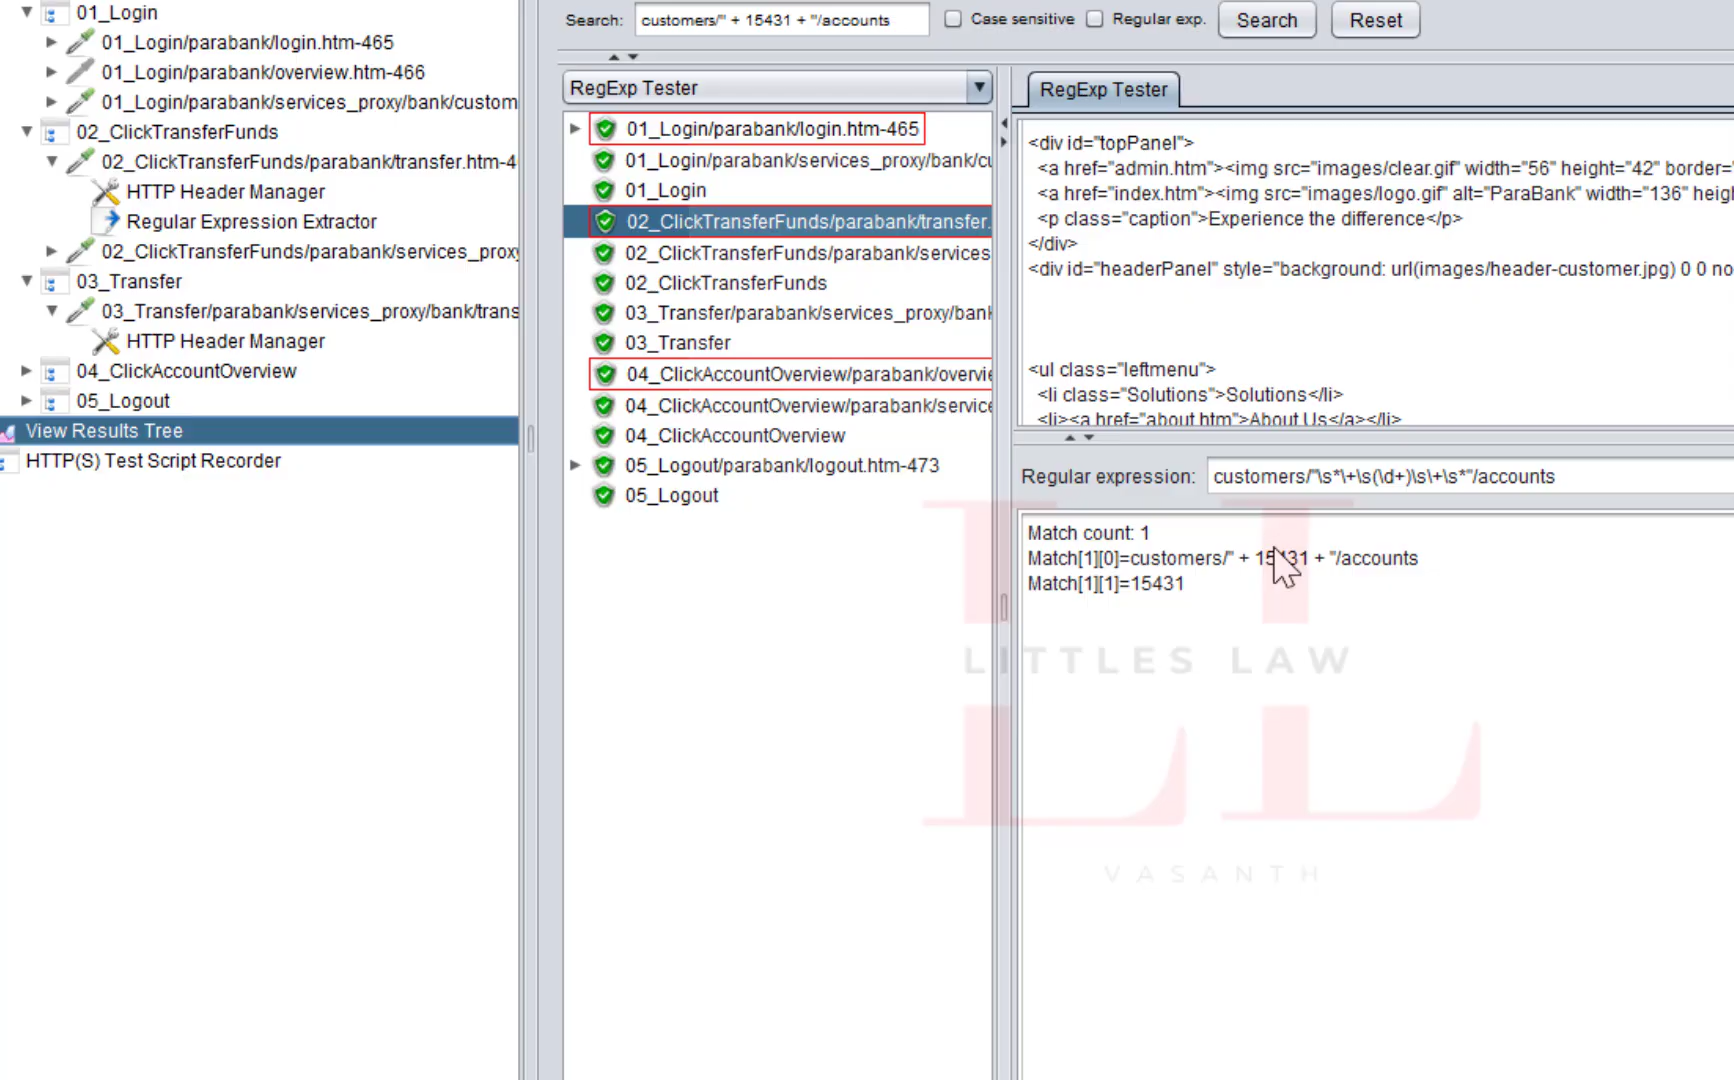 01_Login
01_Login/parabank/login.htm-465
01_Login/parabank/overview.htm-466
01_Login/parabank/services_proxy/bank/custom
02_ClickTransferFunds
02_ClickTransferFunds/parabank/transfer.htm-4
HTTP Header Manager
Regular Expression Extractor
02_ClickTransferFunds/parabank/services_proxy
03_Transfer
03_Transfer/parabank/services_proxy/bank/trans
HTTP Header Manager
04_ClickAccountOverview
05_Logout
View Results Tree
HTTP(S) Test Script Recorder
Search: customers/" + 15431 + "/accounts Case sensitive Regular exp. Search Reset
RegExp Tester
01_Login/parabank/login.htm-465
01_Login/parabank/services_proxy/bank/cu
01_Login
02_ClickTransferFunds/parabank/transfer.
02_ClickTransferFunds/parabank/services
02_ClickTransferFunds
03_Transfer/parabank/services_proxy/bank
03_Transfer
04_ClickAccountOverview/parabank/overvie
04_ClickAccountOverview/parabank/service
04_ClickAccountOverview
05_Logout/parabank/logout.htm-473
05_Logout
RegExp Tester
<div id="topPanel">
<a href="admin.htm"><img src="images/clear.gif" width="56" height="42" border=
<a href="index.htm"><img src="images/logo.gif" alt="ParaBank" width="136" heig
<p class="caption">Experience the difference</p>
</div>
<div id="headerPanel" style="background: url(images/header-customer.jpg) 0 0 no
<ul class="leftmenu">
<li class="Solutions">Solutions</li>
<li><a href="about.htm">About Us</a></li>
Regular expression: customers/"\s*\+\s(\d+)\s\+\s*"/accounts
Match count: 1
Match[1][0]=customers/" + 15431 + "/accounts
Match[1][1]=15431
LITTLES LAW
LL
VASANTH